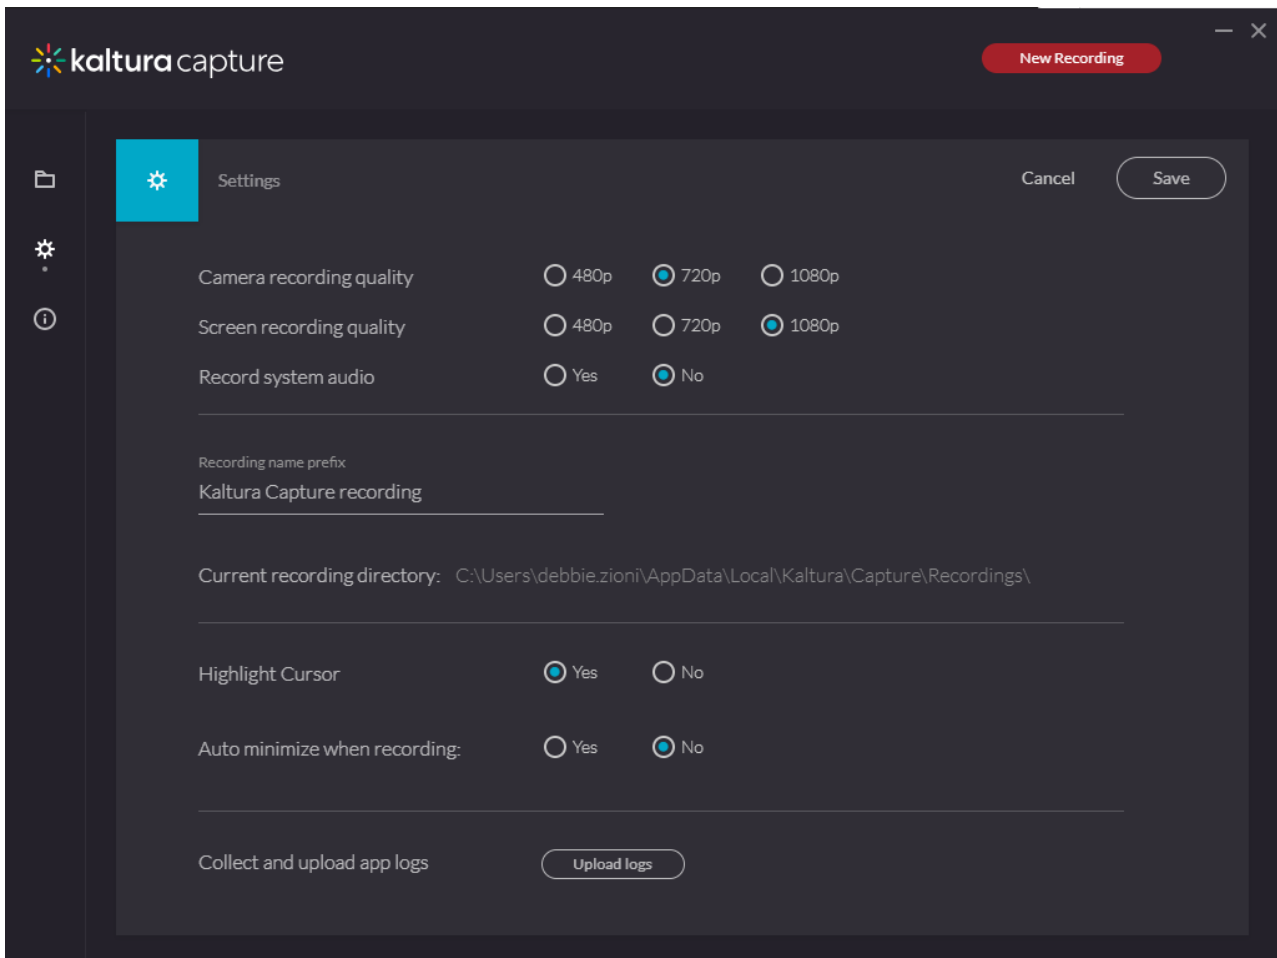 kaltura capture
New Recording
Settings
Cancel
Save
Camera recording quality 480p 720p 1080p
Screen recording quality 480p 720p 1080p
Record system audio Yes No
Recording name prefix
Kaltura Capture recording
Current recording directory: C:\Users\debbie.zioni\AppData\Local\Kaltura\Capture\Recordings\
Highlight Cursor Yes No
Auto minimize when recording: Yes No
Collect and upload app logs Upload logs